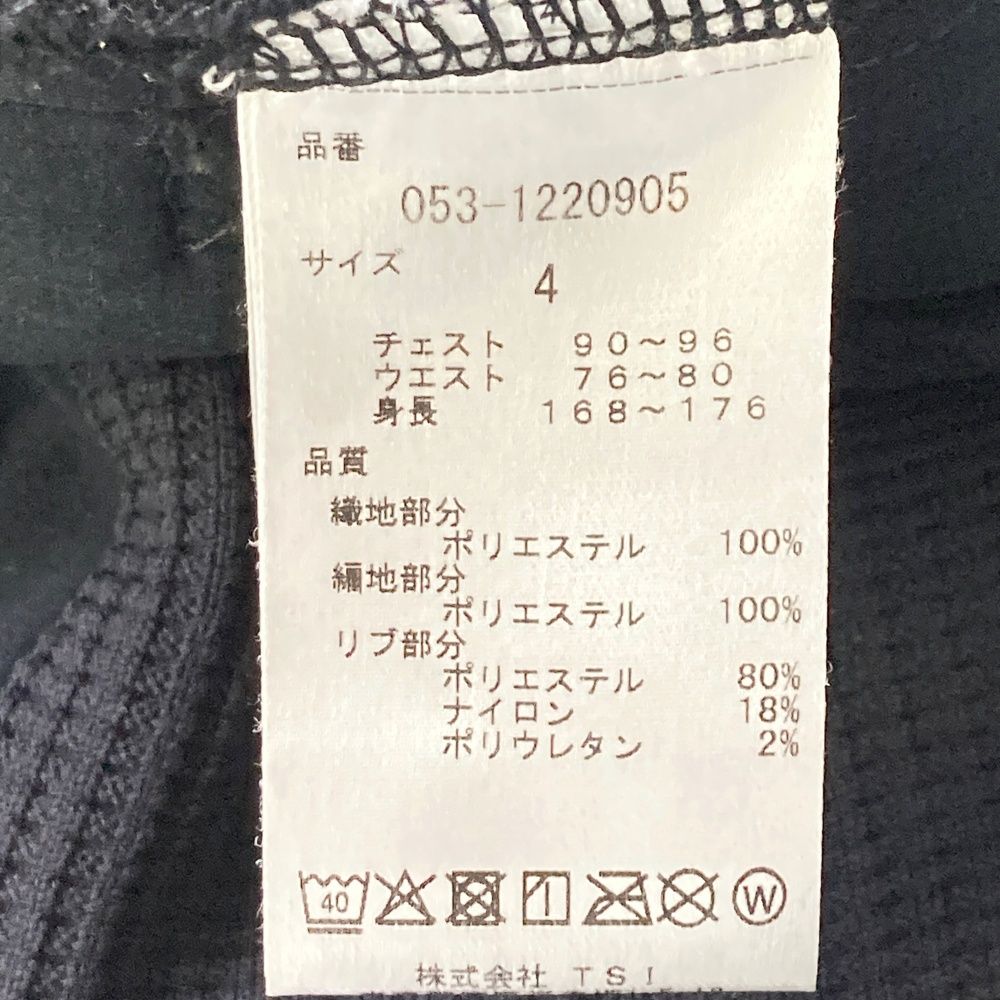 品番
053-1220905
サイズ
4
チェスト 90～96
ウエスト 76～80
身長 168～176
品質
織地部分
ポリエステル 100%
編地部分
ポリエステル 100%
リブ部分
ポリエステル 80%
ナイロン 18%
ポリウレタン 2%
40 W
株式会社 TSI